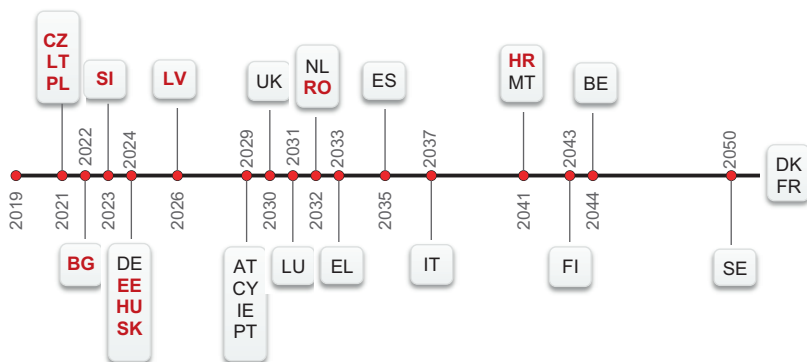 CZ
LT
PL
SI
LV
UK
NL
RO
ES
HR
MT
BE
2022
2024
2029
2031
2033
2037
2043
2050
DK
FR
2019
2021
2023
2026
2030
2032
2035
2041
2044
BG
DE
EE
HU
SK
AT
CY
IE
PT
LU
EL
IT
FI
SE